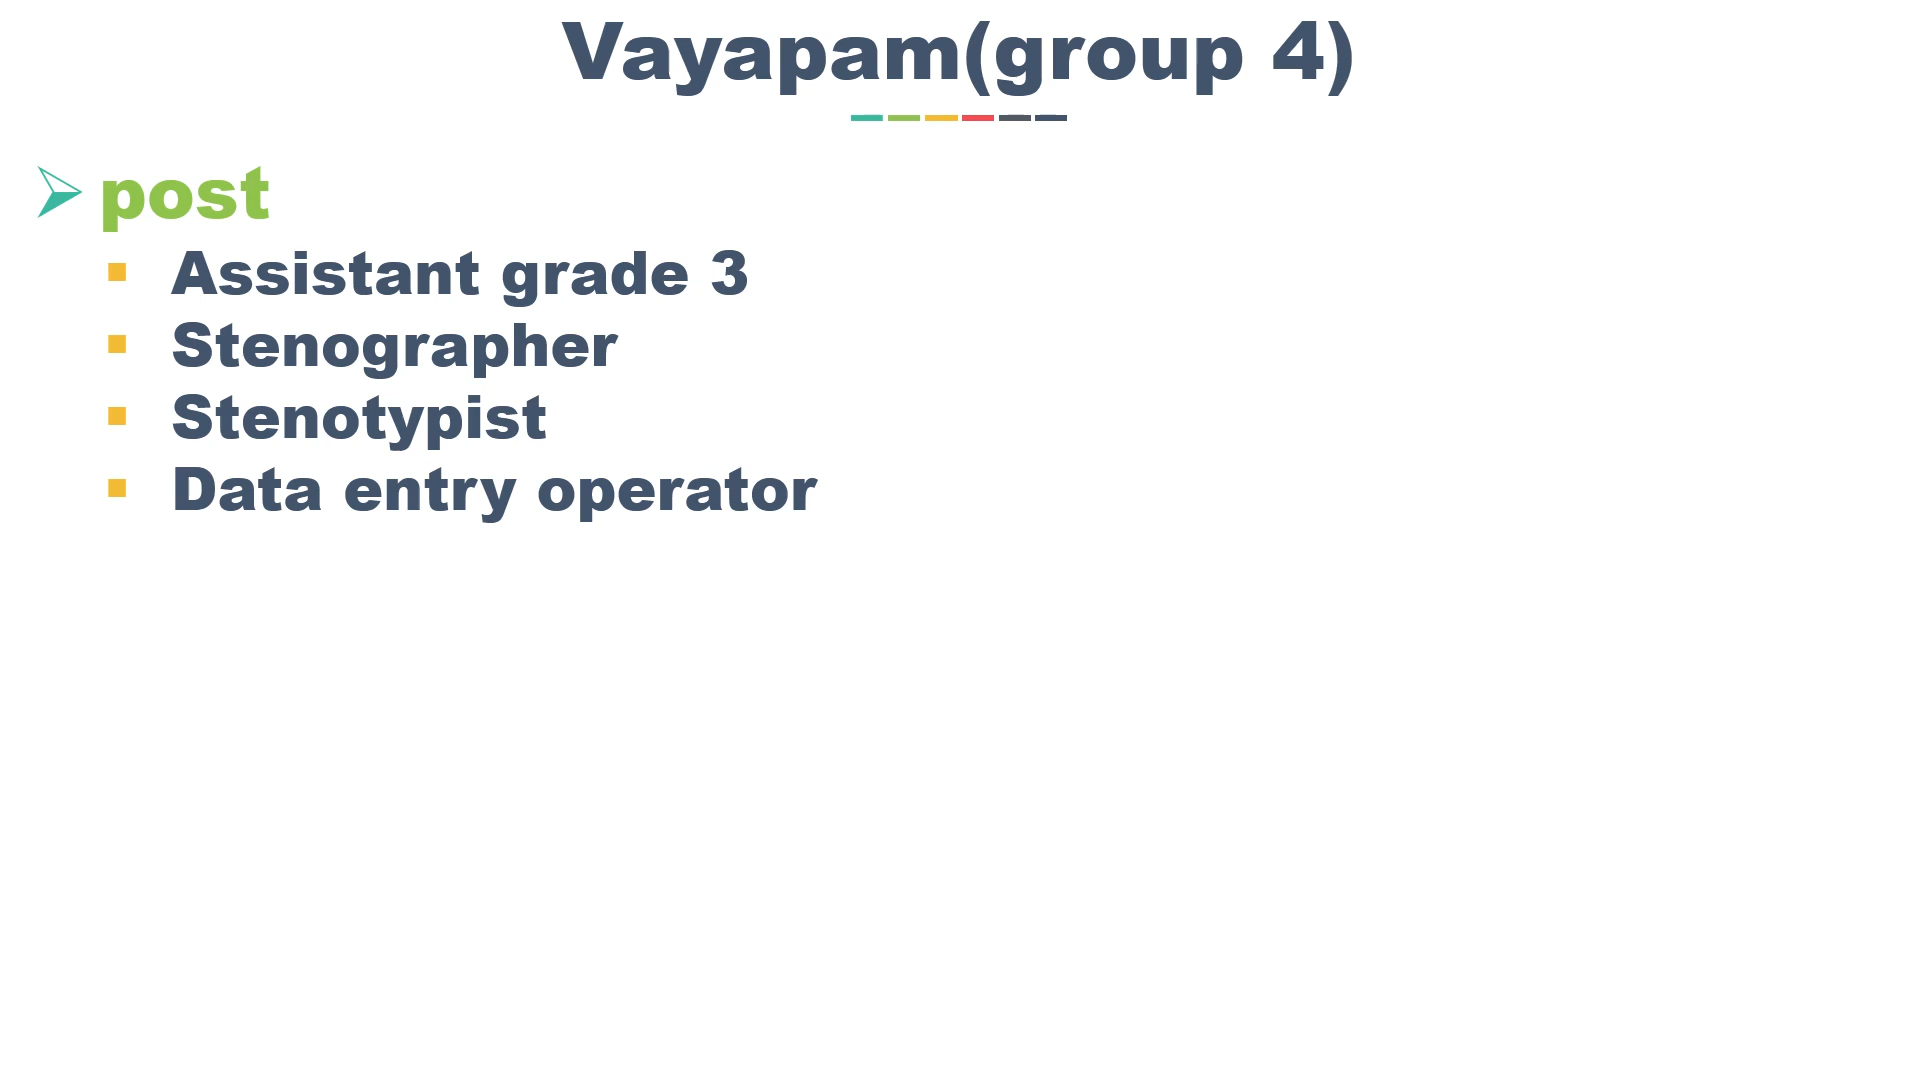 Vayapam(group 4)
post
Assistant grade 3
Stenographer
Stenotypist
Data entry operator